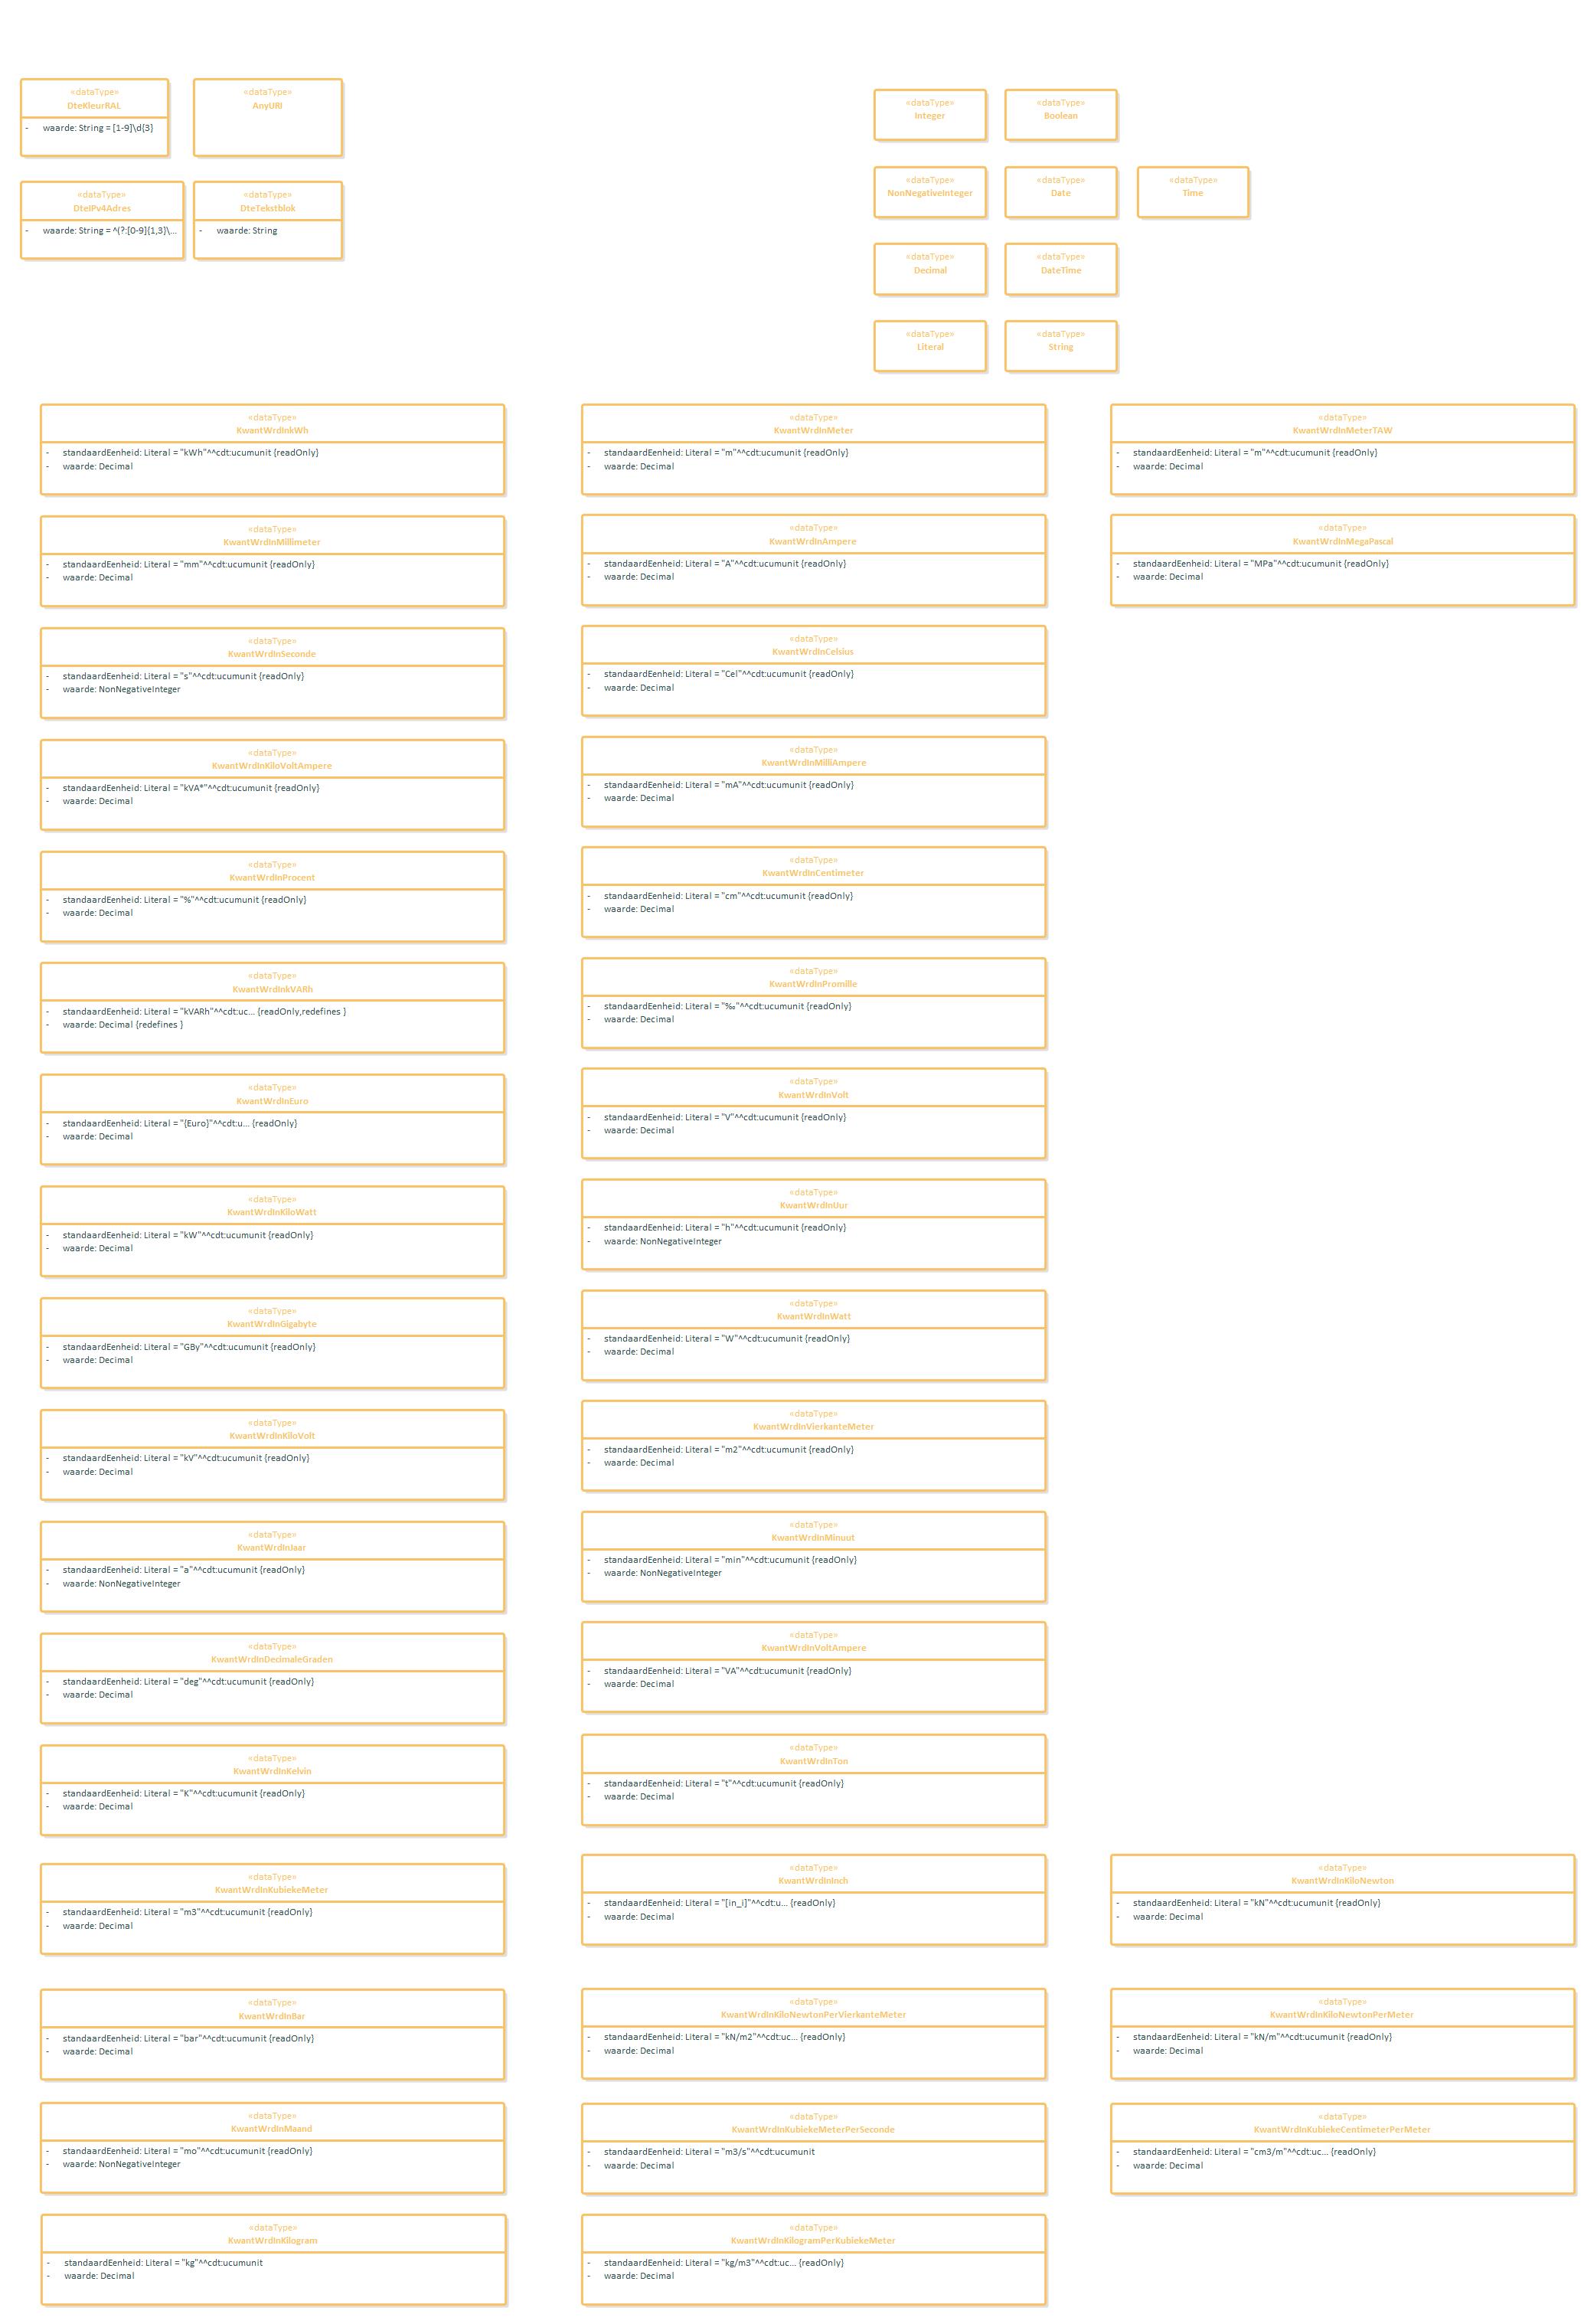 «dataType»
DteKleurRAL
- waarde: String = [1-9]\d{3}
«dataType»
AnyURI
«dataType»
DteIPv4Adres
- waarde: String = ^(?:[0-9]{1,3}\...
«dataType»
DteTekstblok
- waarde: String
«dataType»
Integer
«dataType»
Boolean
«dataType»
NonNegativeInteger
«dataType»
Date
«dataType»
Time
«dataType»
Decimal
«dataType»
DateTime
«dataType»
Literal
«dataType»
String
«dataType»
KwantWrdInkWh
- standaardEenheid: Literal = "kWh"^^cdt:ucumunit {readOnly}
- waarde: Decimal
«dataType»
KwantWrdInMeter
- standaardEenheid: Literal = "m"^^cdt:ucumunit {readOnly}
- waarde: Decimal
«dataType»
KwantWrdInMeterTAW
- standaardEenheid: Literal = "m"^^cdt:ucumunit {readOnly}
- waarde: Decimal
«dataType»
KwantWrdInMillimeter
- standaardEenheid: Literal = "mm"^^cdt:ucumunit {readOnly}
- waarde: Decimal
«dataType»
KwantWrdInAmpere
- standaardEenheid: Literal = "A"^^cdt:ucumunit {readOnly}
- waarde: Decimal
«dataType»
KwantWrdInMegaPascal
- standaardEenheid: Literal = "MPa"^^cdt:ucumunit {readOnly}
- waarde: Decimal
«dataType»
KwantWrdInSeconde
- standaardEenheid: Literal = "s"^^cdt:ucumunit {readOnly}
- waarde: NonNegativeInteger
«dataType»
KwantWrdInCelsius
- standaardEenheid: Literal = "Cel"^^cdt:ucumunit {readOnly}
- waarde: Decimal
«dataType»
KwantWrdInKiloVoltAmpere
- standaardEenheid: Literal = "kVA*"^^cdt:ucumunit {readOnly}
- waarde: Decimal
«dataType»
KwantWrdInMilliAmpere
- standaardEenheid: Literal = "mA"^^cdt:ucumunit {readOnly}
- waarde: Decimal
«dataType»
KwantWrdInProcent
- standaardEenheid: Literal = "%"^^cdt:ucumunit {readOnly}
- waarde: Decimal
«dataType»
KwantWrdInCentimeter
- standaardEenheid: Literal = "cm"^^cdt:ucumunit {readOnly}
- waarde: Decimal
«dataType»
KwantWrdInkVARh
- standaardEenheid: Literal = "kVARh"^^cdt:uc... {readOnly,redefines }
- waarde: Decimal {redefines }
«dataType»
KwantWrdInPromille
- standaardEenheid: Literal = "‰"^^cdt:ucumunit {readOnly}
- waarde: Decimal
«dataType»
KwantWrdInEuro
- standaardEenheid: Literal = "{Euro}"^^cdt:u... {readOnly}
- waarde: Decimal
«dataType»
KwantWrdInVolt
- standaardEenheid: Literal = "V"^^cdt:ucumunit {readOnly}
- waarde: Decimal
«dataType»
KwantWrdInKiloWatt
- standaardEenheid: Literal = "kW"^^cdt:ucumunit {readOnly}
- waarde: Decimal
«dataType»
KwantWrdInUur
- standaardEenheid: Literal = "h"^^cdt:ucumunit {readOnly}
- waarde: NonNegativeInteger
«dataType»
KwantWrdInGigabyte
- standaardEenheid: Literal = "GBy"^^cdt:ucumunit {readOnly}
- waarde: Decimal
«dataType»
KwantWrdInWatt
- standaardEenheid: Literal = "W"^^cdt:ucumunit {readOnly}
- waarde: Decimal
«dataType»
KwantWrdInKiloVolt
- standaardEenheid: Literal = "kV"^^cdt:ucumunit {readOnly}
- waarde: Decimal
«dataType»
KwantWrdInVierkanteMeter
- standaardEenheid: Literal = "m2"^^cdt:ucumunit {readOnly}
- waarde: Decimal
«dataType»
KwantWrdInJaar
- standaardEenheid: Literal = "a"^^cdt:ucumunit {readOnly}
- waarde: NonNegativeInteger
«dataType»
KwantWrdInMinuut
- standaardEenheid: Literal = "min"^^cdt:ucumunit {readOnly}
- waarde: NonNegativeInteger
«dataType»
KwantWrdInDecimaleGraden
- standaardEenheid: Literal = "deg"^^cdt:ucumunit {readOnly}
- waarde: Decimal
«dataType»
KwantWrdInVoltAmpere
- standaardEenheid: Literal = "VA"^^cdt:ucumunit {readOnly}
- waarde: Decimal
«dataType»
KwantWrdInKelvin
- standaardEenheid: Literal = "K"^^cdt:ucumunit {readOnly}
- waarde: Decimal
«dataType»
KwantWrdInTon
- standaardEenheid: Literal = "t"^^cdt:ucumunit {readOnly}
- waarde: Decimal
«dataType»
KwantWrdInKubiekeMeter
- standaardEenheid: Literal = "m3"^^cdt:ucumunit {readOnly}
- waarde: Decimal
«dataType»
KwantWrdInInch
- standaardEenheid: Literal = "[in_i]"^^cdt:u... {readOnly}
- waarde: Decimal
«dataType»
KwantWrdInKiloNewton
- standaardEenheid: Literal = "kN"^^cdt:ucumunit {readOnly}
- waarde: Decimal
«dataType»
KwantWrdInBar
- standaardEenheid: Literal = "bar"^^cdt:ucumunit {readOnly}
- waarde: Decimal
«dataType»
KwantWrdInKiloNewtonPerVierkanteMeter
- standaardEenheid: Literal = "kN/m2"^^cdt:uc... {readOnly}
- waarde: Decimal
«dataType»
KwantWrdInKiloNewtonPerMeter
- standaardEenheid: Literal = "kN/m"^^cdt:ucumunit {readOnly}
- waarde: Decimal
«dataType»
KwantWrdInMaand
- standaardEenheid: Literal = "mo"^^cdt:ucumunit {readOnly}
- waarde: NonNegativeInteger
«dataType»
KwantWrdInKubiekeMeterPerSeconde
- standaardEenheid: Literal = "m3/s"^^cdt:ucumunit
- waarde: Decimal
«dataType»
KwantWrdInKubiekeCentimeterPerMeter
- standaardEenheid: Literal = "cm3/m"^^cdt:uc... {readOnly}
- waarde: Decimal
«dataType»
KwantWrdInKilogram
- standaardEenheid: Literal = "kg"^^cdt:ucumunit
- waarde: Decimal
«dataType»
KwantWrdInKilogramPerKubiekeMeter
- standaardEenheid: Literal = "kg/m3"^^cdt:uc... {readOnly}
- waarde: Decimal